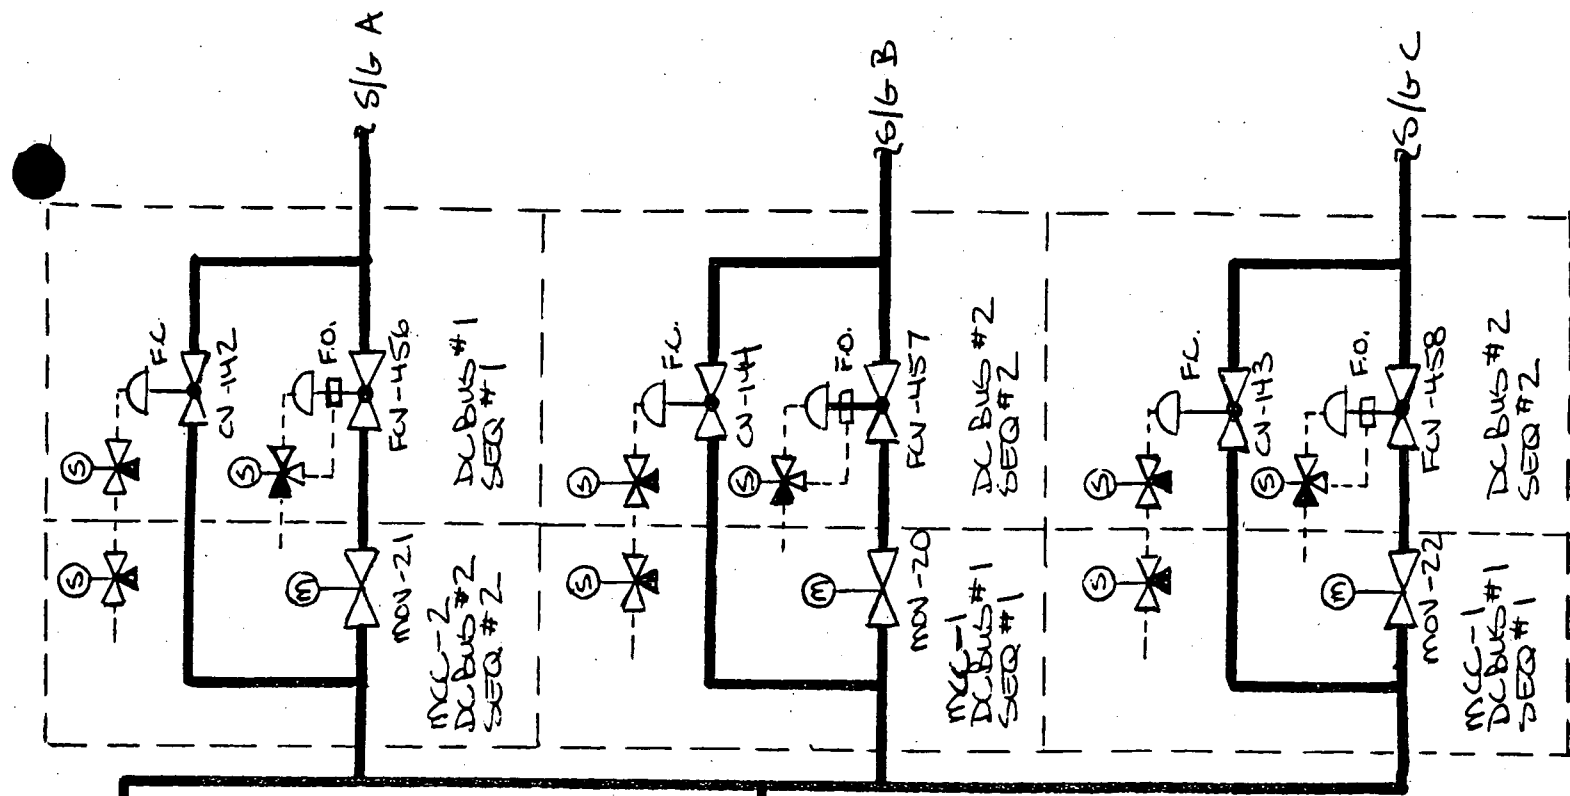 S/G A
F.C.
CV-142
S
F.O.
FCV-456
S
DC BUS #1
SEQ #1
S
M
MOV-21
MCC-2
DC BUS #2
SEQ #2
S/G B
F.C.
CV-144
S
F.O.
FCV-457
S
DC BUS #2
SEQ #2
S
M
MOV-20
MCC-1
DC BUS #1
SEQ #1
S/G C
F.C.
CV-143
S
F.O.
FCV-458
S
DC BUS #2
SEQ #2
S
M
MOV-22
MCC-1
DC BUS #1
SEQ #1